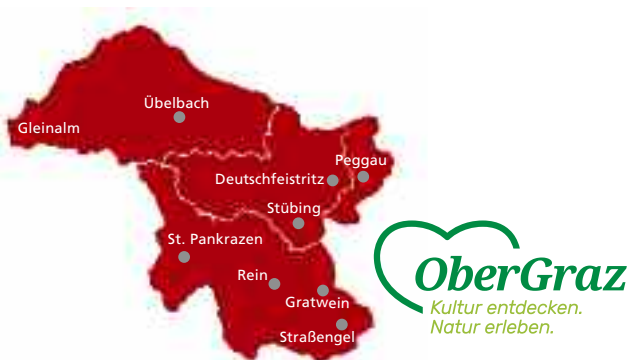 Übelbach
Gleinalm
Peggau
Deutschfeistritz
Stübing
St. Pankrazen
Rein
Gratwein
Straßengel
OberGraz
Kultur entdecken.
Natur erleben.